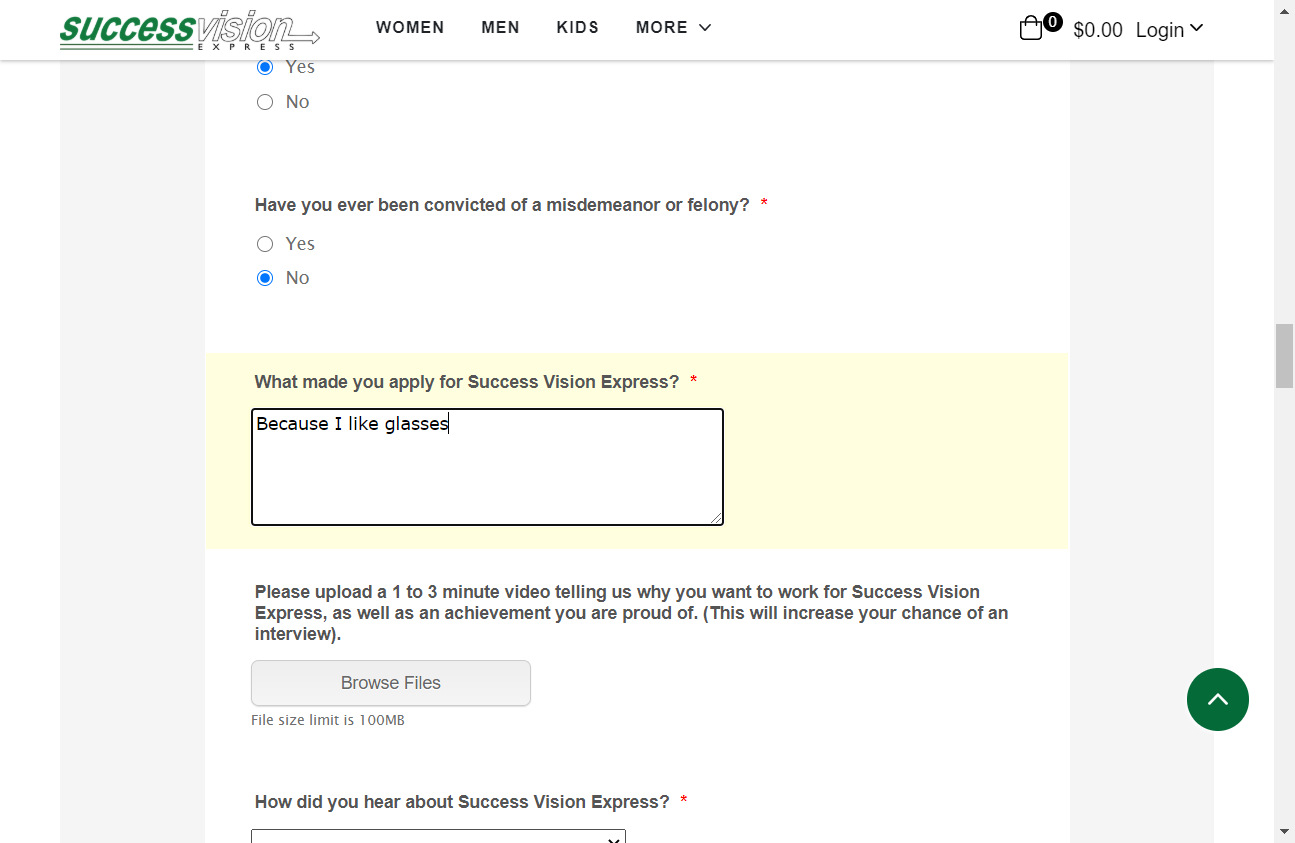 successvision
EXPRESS
WOMEN
MEN
KIDS
MORE
0
$0.00
Login
Yes
No
Have you ever been convicted of a misdemeanor or felony? *
Yes
No
What made you apply for Success Vision Express? *
Because I like glasses
Please upload a 1 to 3 minute video telling us why you want to work for Success Vision
Express, as well as an achievement you are proud of. (This will increase your chance of an
interview).
Browse Files
File size limit is 100MB
How did you hear about Success Vision Express? *